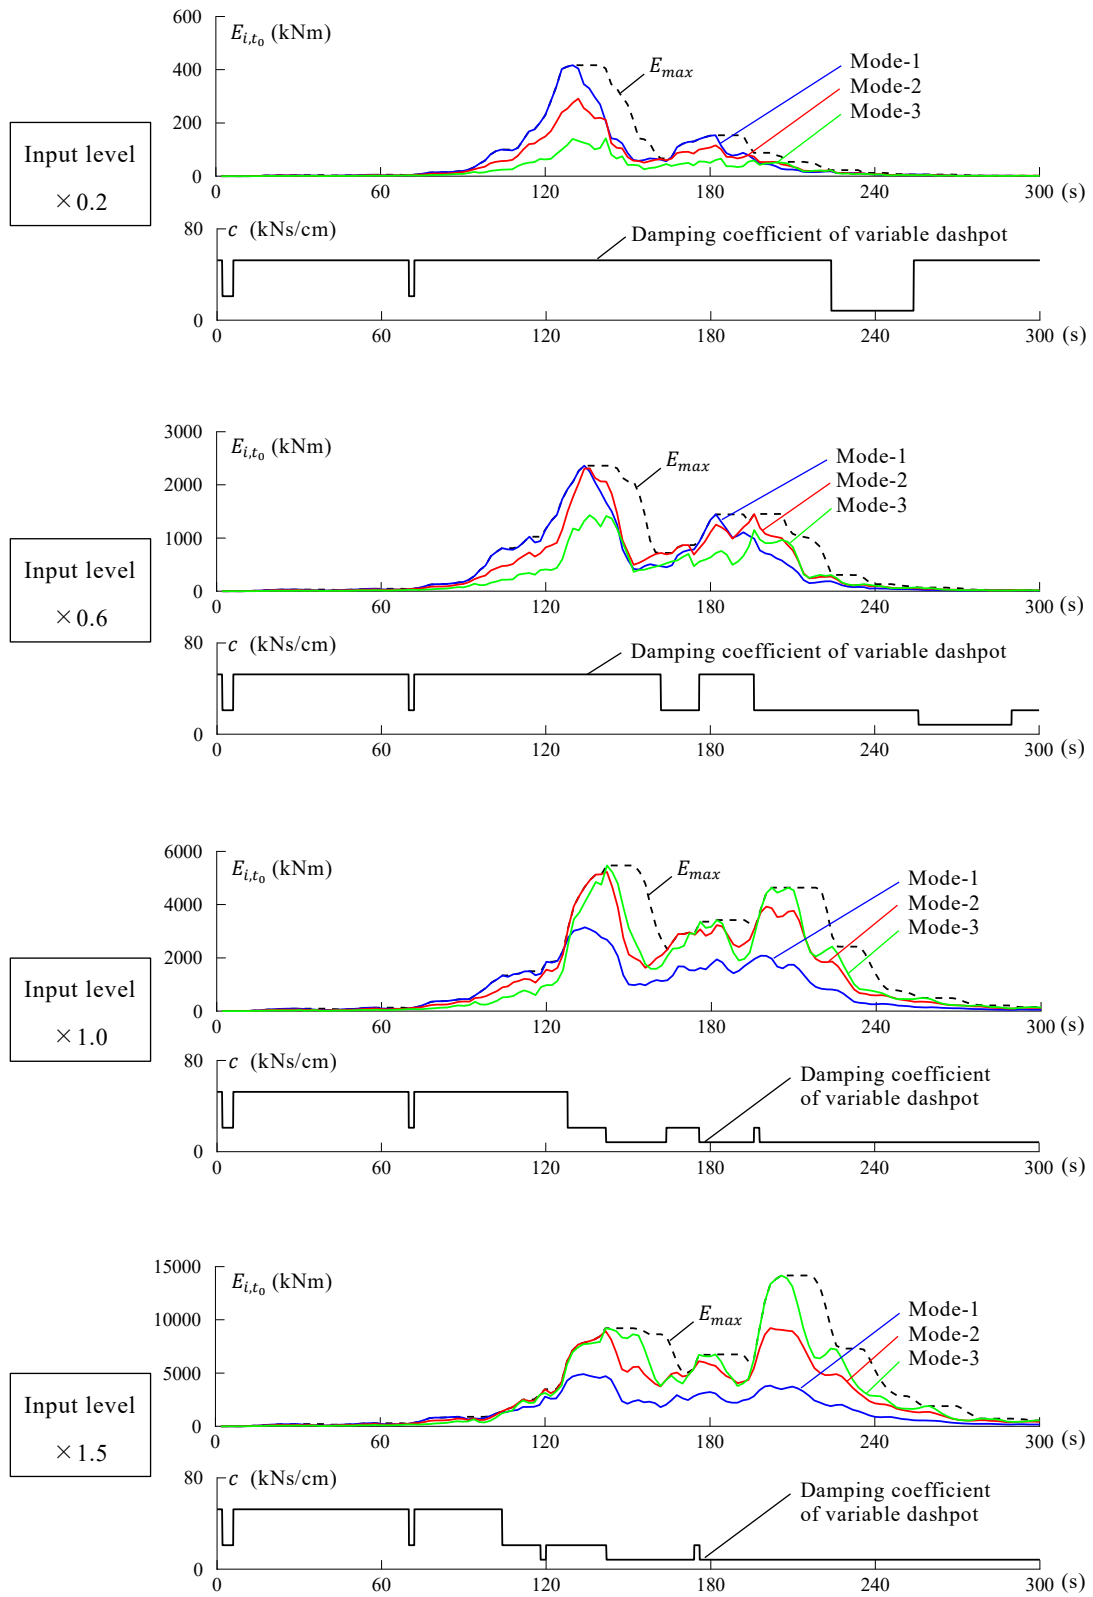 600
E_{i,t_0} (kNm)
400
200
0
E_{max}
Mode-1
Mode-2
Mode-3
Input level
×0.2
0 60 120 180 240 300 (s)
80
c (kNs/cm)
Damping coefficient of variable dashpot
0
0 60 120 180 240 300 (s)
3000
E_{i,t_0} (kNm)
2000
1000
0
E_{max}
Mode-1
Mode-2
Mode-3
Input level
×0.6
0 60 120 180 240 300 (s)
80
c (kNs/cm)
Damping coefficient of variable dashpot
0
0 60 120 180 240 300 (s)
6000
E_{i,t_0} (kNm)
4000
2000
0
E_{max}
Mode-1
Mode-2
Mode-3
Input level
×1.0
0 60 120 180 240 300 (s)
80
c (kNs/cm)
Damping coefficient
of variable dashpot
0
0 60 120 180 240 300 (s)
15000
E_{i,t_0} (kNm)
10000
5000
0
E_{max}
Mode-1
Mode-2
Mode-3
Input level
×1.5
0 60 120 180 240 300 (s)
80
c (kNs/cm)
Damping coefficient
of variable dashpot
0
0 60 120 180 240 300 (s)